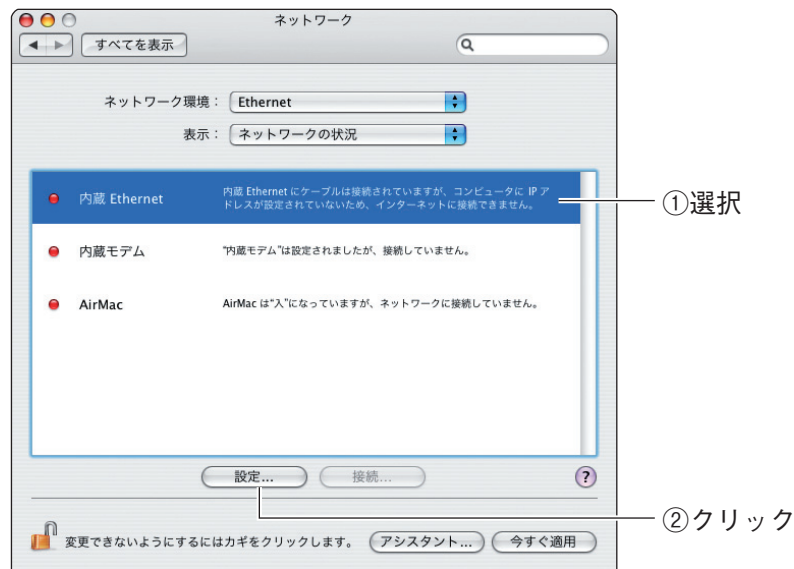 ネットワーク
すべてを表示
ネットワーク環境： Ethernet
表示： ネットワークの状況
内蔵 Ethernet
内蔵 Ethernet にケーブルは接続されていますが、コンピュータに IP ア
ドレスが設定されていないため、インターネットに接続できません。
①選択
内蔵モデム
“内蔵モデム”は設定されましたが、接続していません。
AirMac
AirMac は“入”になっていますが、ネットワークに接続していません。
設定... 接続... ?
②クリック
変更できないようにするにはカギをクリックします。 アシスタント... 今すぐ適用